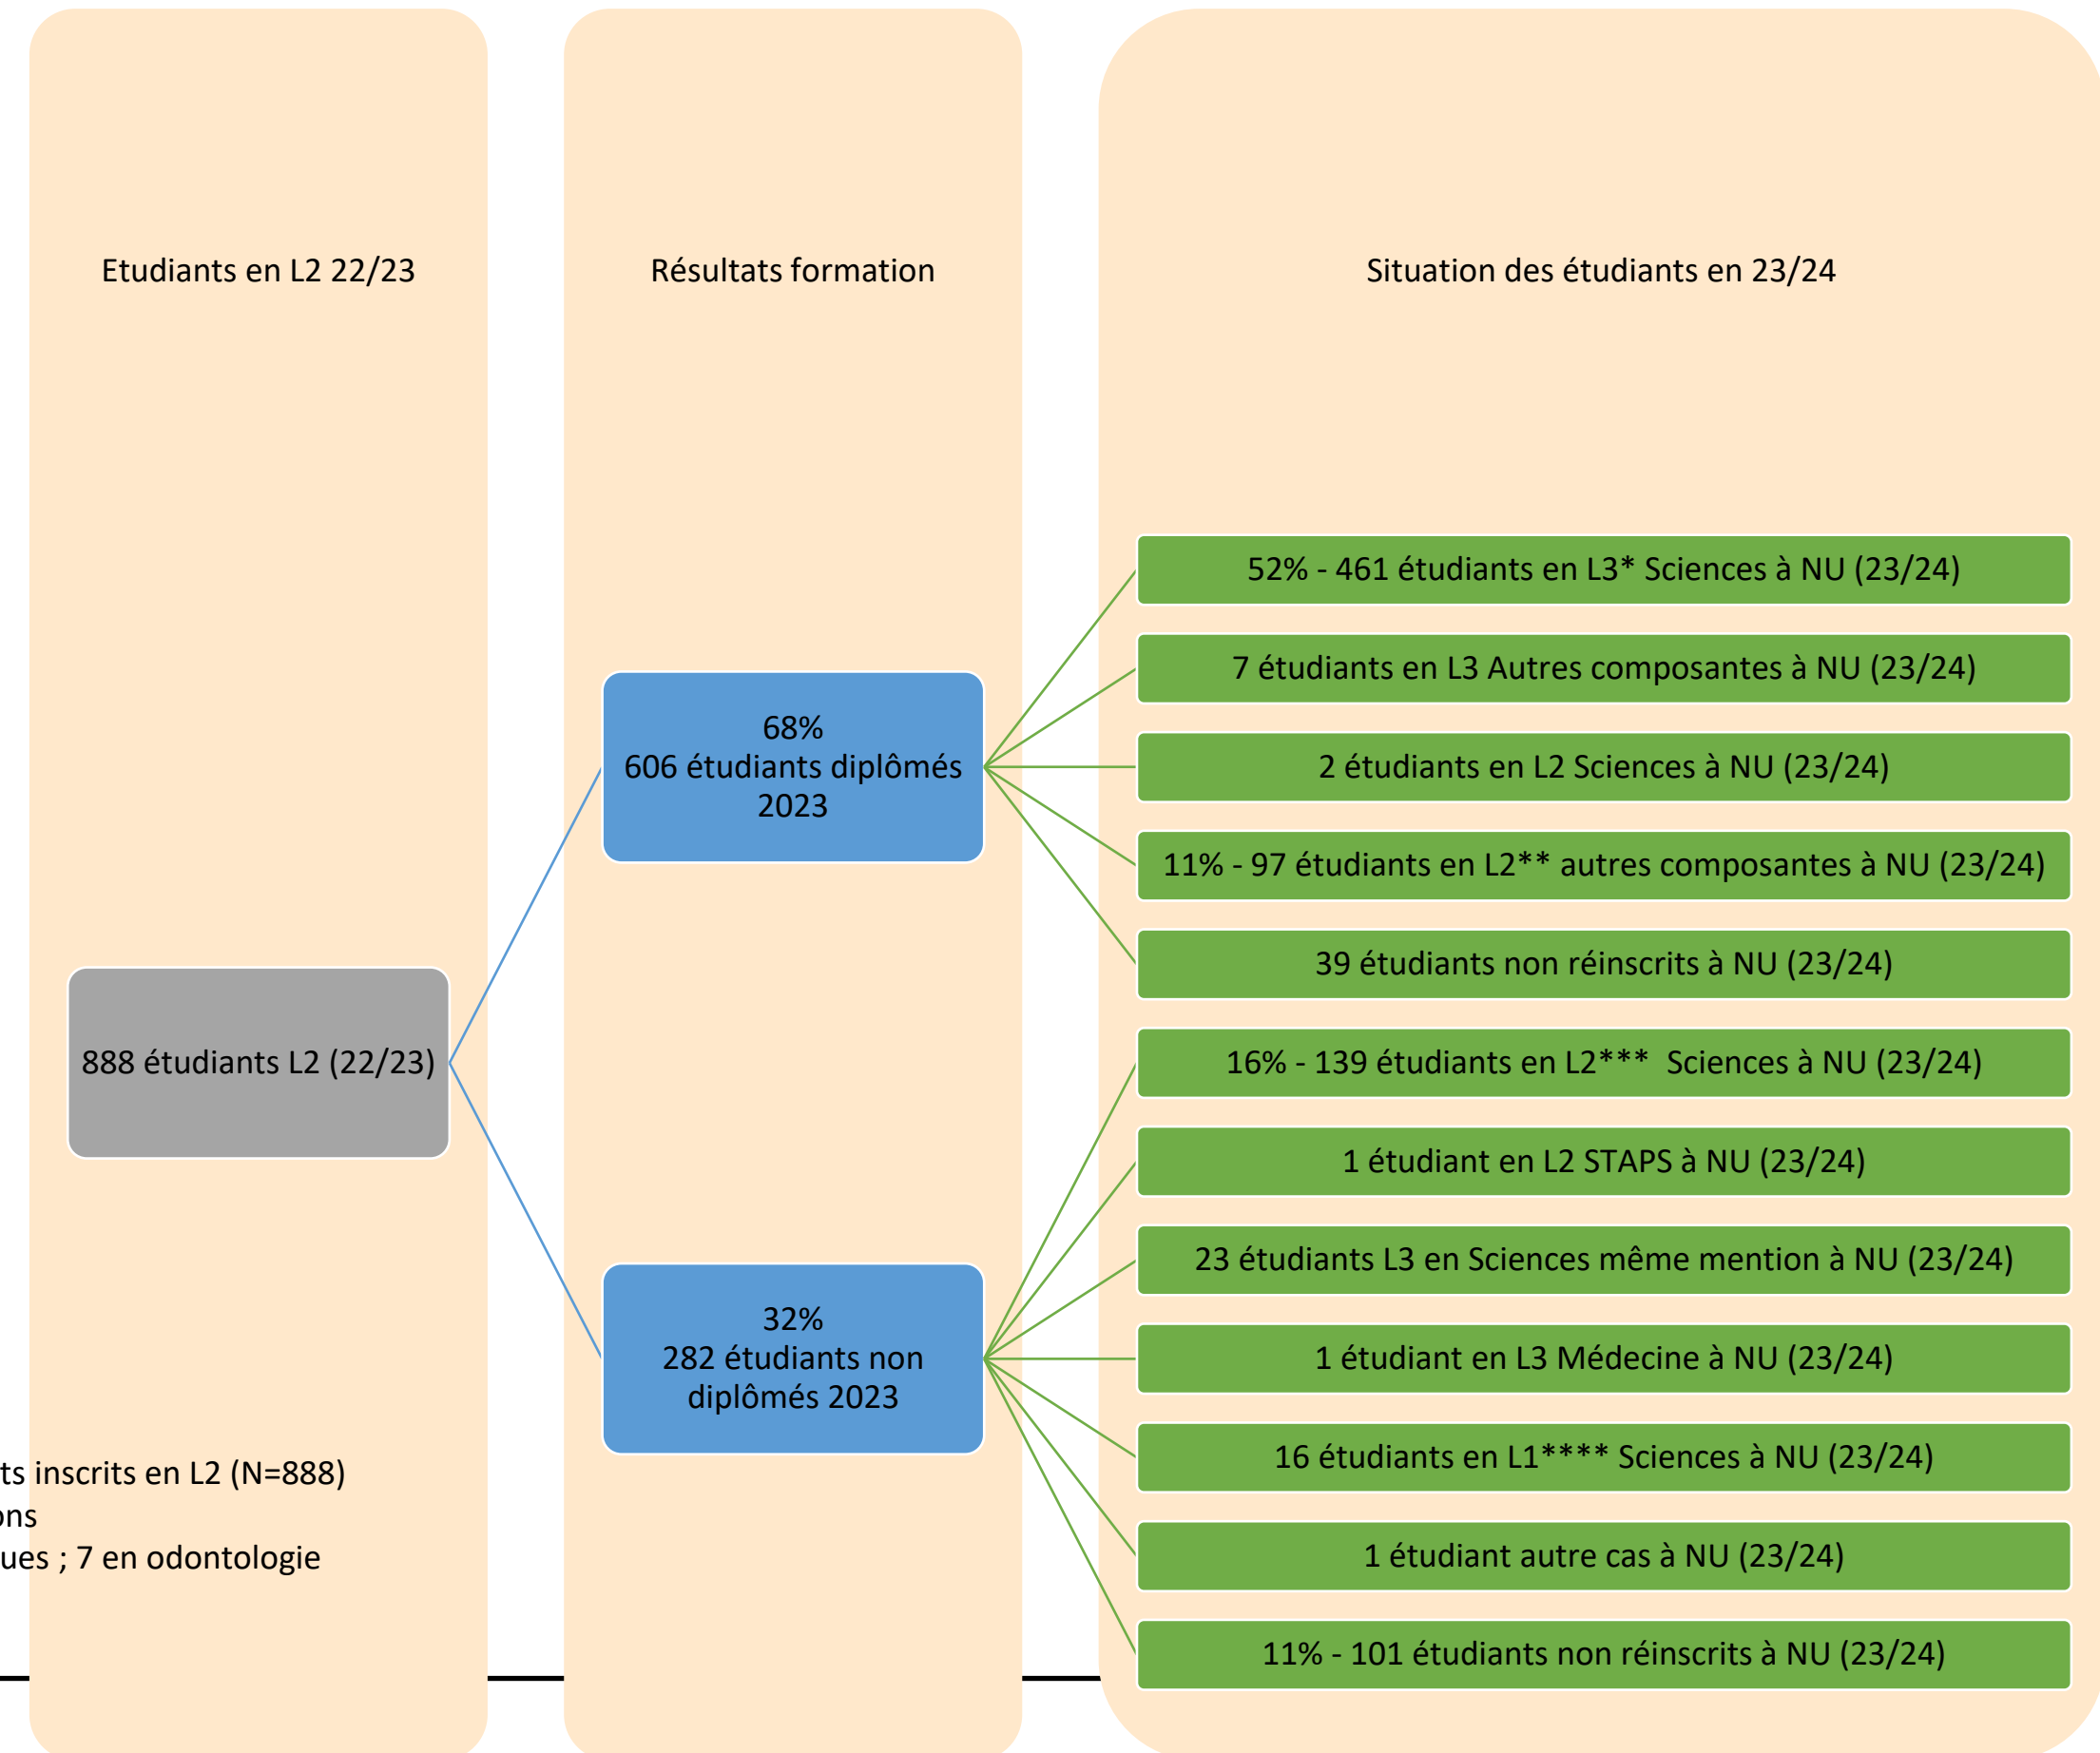 Etudiants en L2 22/23
Résultats formation
Situation des étudiants en 23/24
888 étudiants L2 (22/23)
68%
606 étudiants diplômés
2023
52% - 461 étudiants en L3* Sciences à NU (23/24)
7 étudiants en L3 Autres composantes à NU (23/24)
2 étudiants en L2 Sciences à NU (23/24)
11% - 97 étudiants en L2** autres composantes à NU (23/24)
39 étudiants non réinscrits à NU (23/24)
32%
282 étudiants non
diplômés 2023
16% - 139 étudiants en L2***  Sciences à NU (23/24)
1 étudiant en L2 STAPS à NU (23/24)
23 étudiants L3 en Sciences même mention à NU (23/24)
1 étudiant en L3 Médecine à NU (23/24)
16 étudiants en L1**** Sciences à NU (23/24)
1 étudiant autre cas à NU (23/24)
11% - 101 étudiants non réinscrits à NU (23/24)
inscrits en L2 (N=888)
; 7 en odontologie